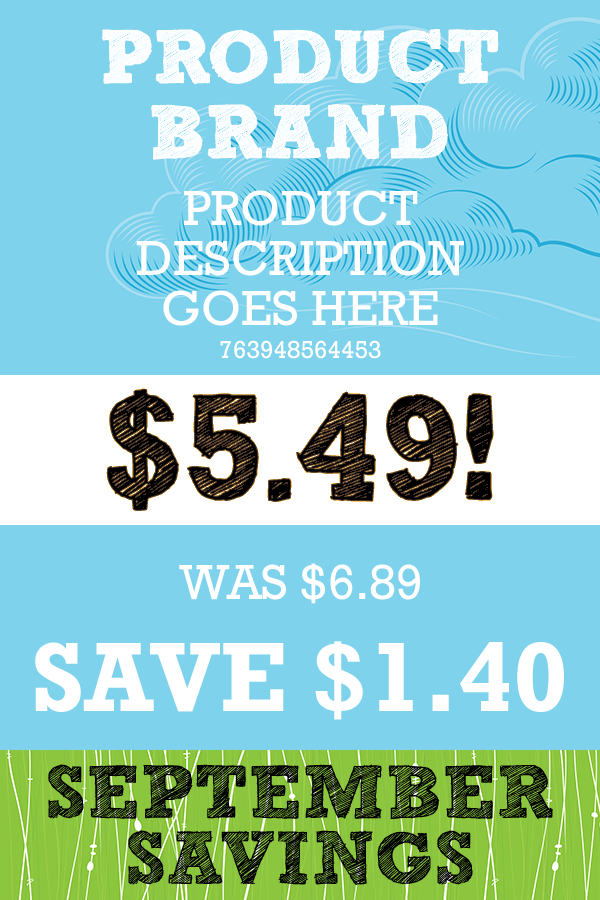 PRODUCT
BRAND
PRODUCT
DESCRIPTION
GOES HERE
763948564453
$5.49!
WAS $6.89
SAVE $1.40
SEPTEMBER
SAVINGS